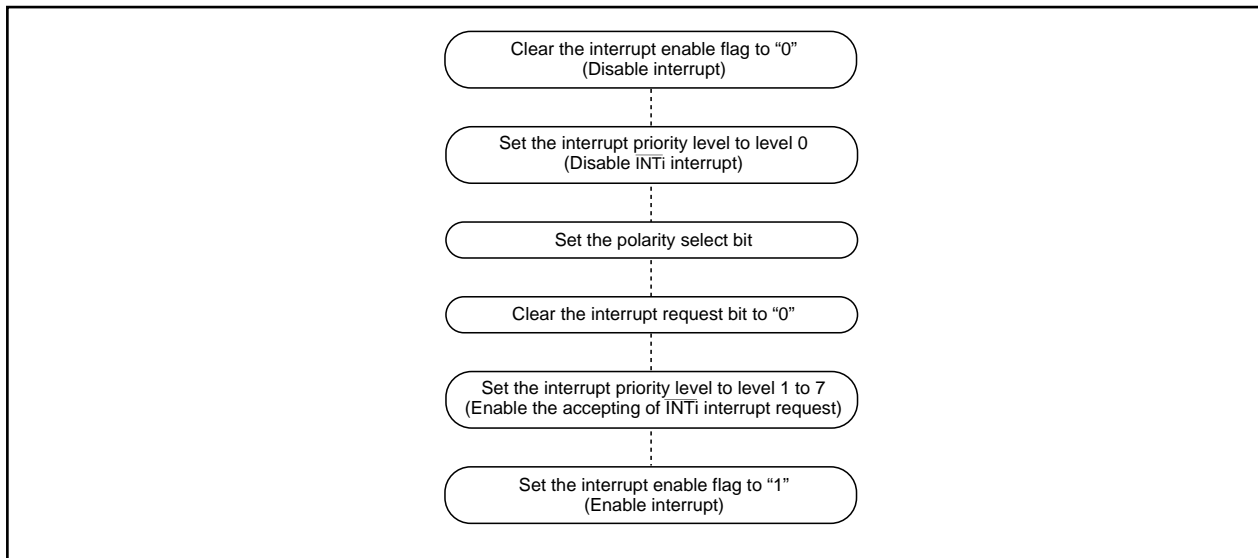 Clear the interrupt enable flag to “0”
(Disable interrupt)
Set the interrupt priority level to level 0
(Disable INTi interrupt)
Set the polarity select bit
Clear the interrupt request bit to “0”
Set the interrupt priority level to level 1 to 7
(Enable the accepting of INTi interrupt request)
Set the interrupt enable flag to “1”
(Enable interrupt)